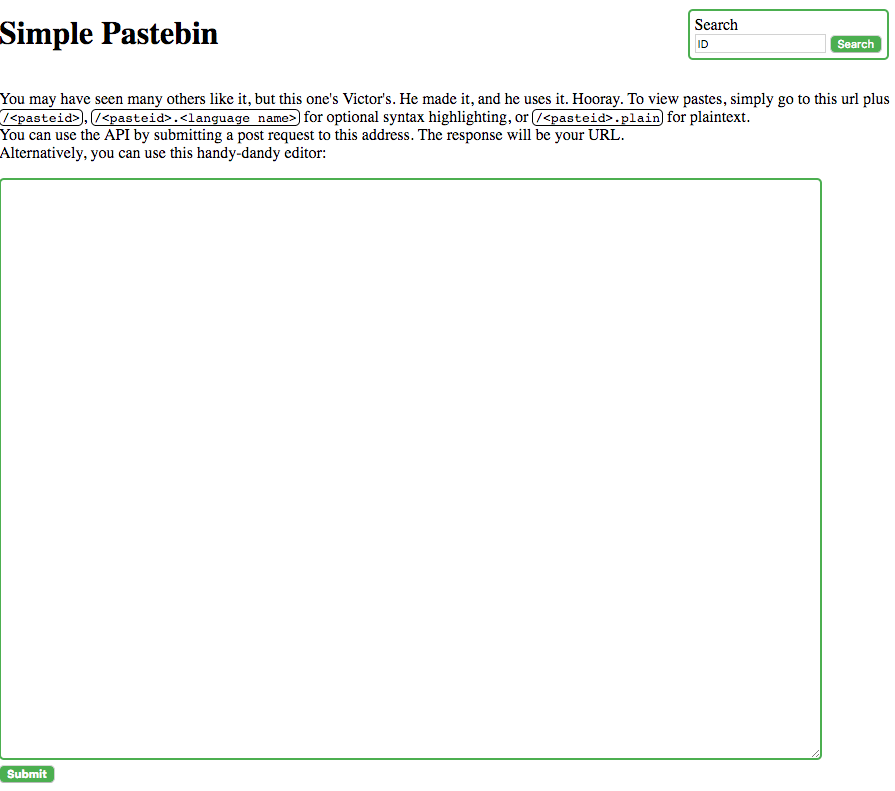 Simple Pastebin
Search
ID
Search
You may have seen many others like it, but this one's Victor's. He made it, and he uses it. Hooray. To view pastes, simply go to this url plus
/<pasteid>, /<pasteid>.<language name> for optional syntax highlighting, or /<pasteid>.plain for plaintext.
You can use the API by submitting a post request to this address. The response will be your URL.
Alternatively, you can use this handy-dandy editor:
Submit